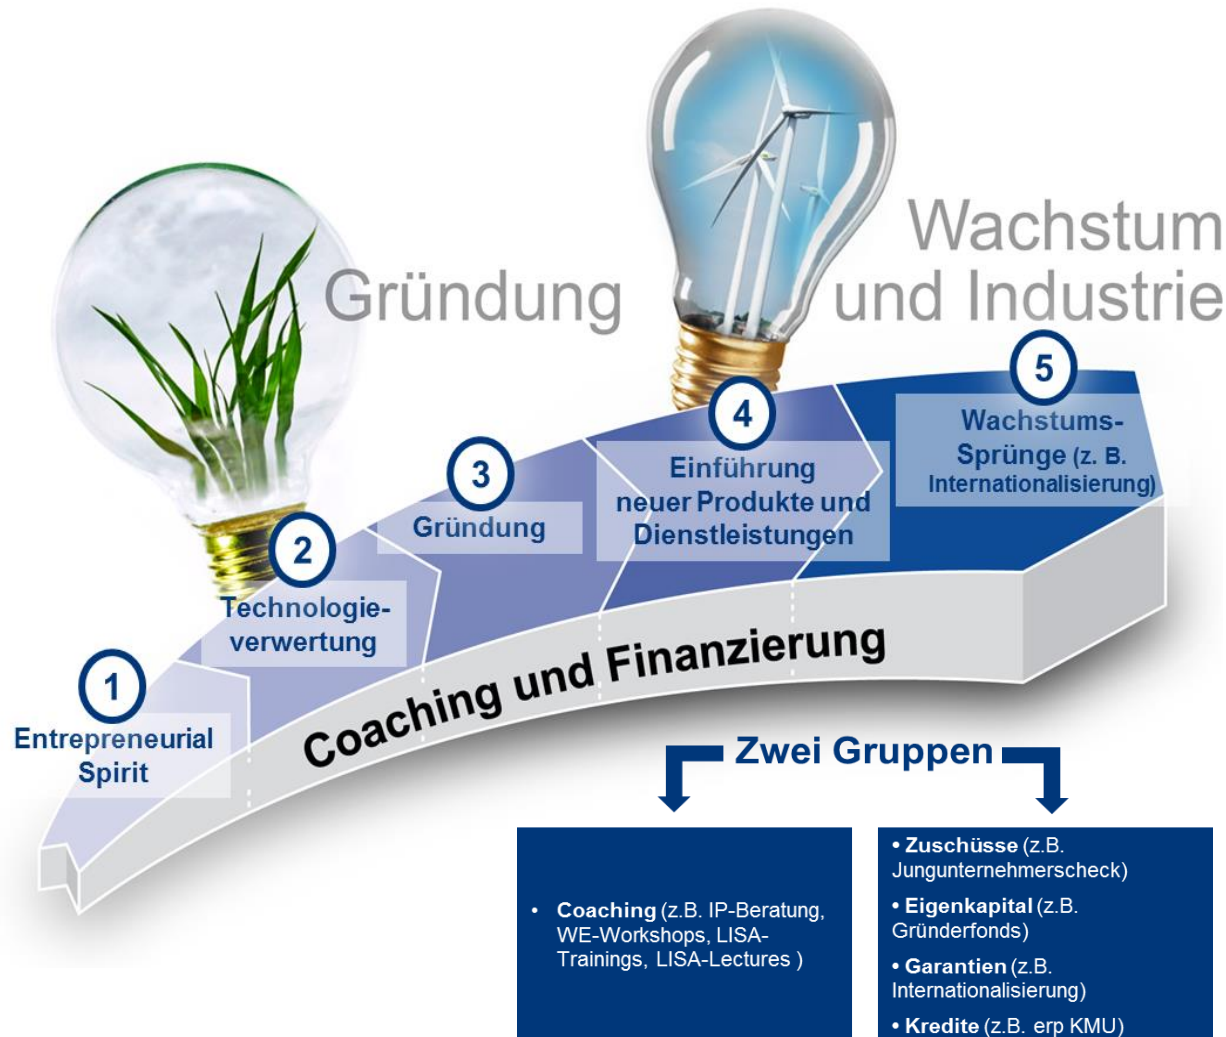 Gründung
Wachstum
und Industrie
1
Entrepreneurial
Spirit
2
Technologie-
verwertung
3
Gründung
4
Einführung
neuer Produkte und
Dienstleistungen
5
Wachstums-
Sprünge (z. B.
Internationalisierung)
Coaching und Finanzierung
Zwei Gruppen
• Coaching (z.B. IP-Beratung,
WE-Workshops, LISA-
Trainings, LISA-Lectures )
• Zuschüsse (z.B.
Jungunternehmerscheck)
• Eigenkapital (z.B.
Gründerfonds)
• Garantien (z.B.
Internationalisierung)
• Kredite (z.B. erp KMU)